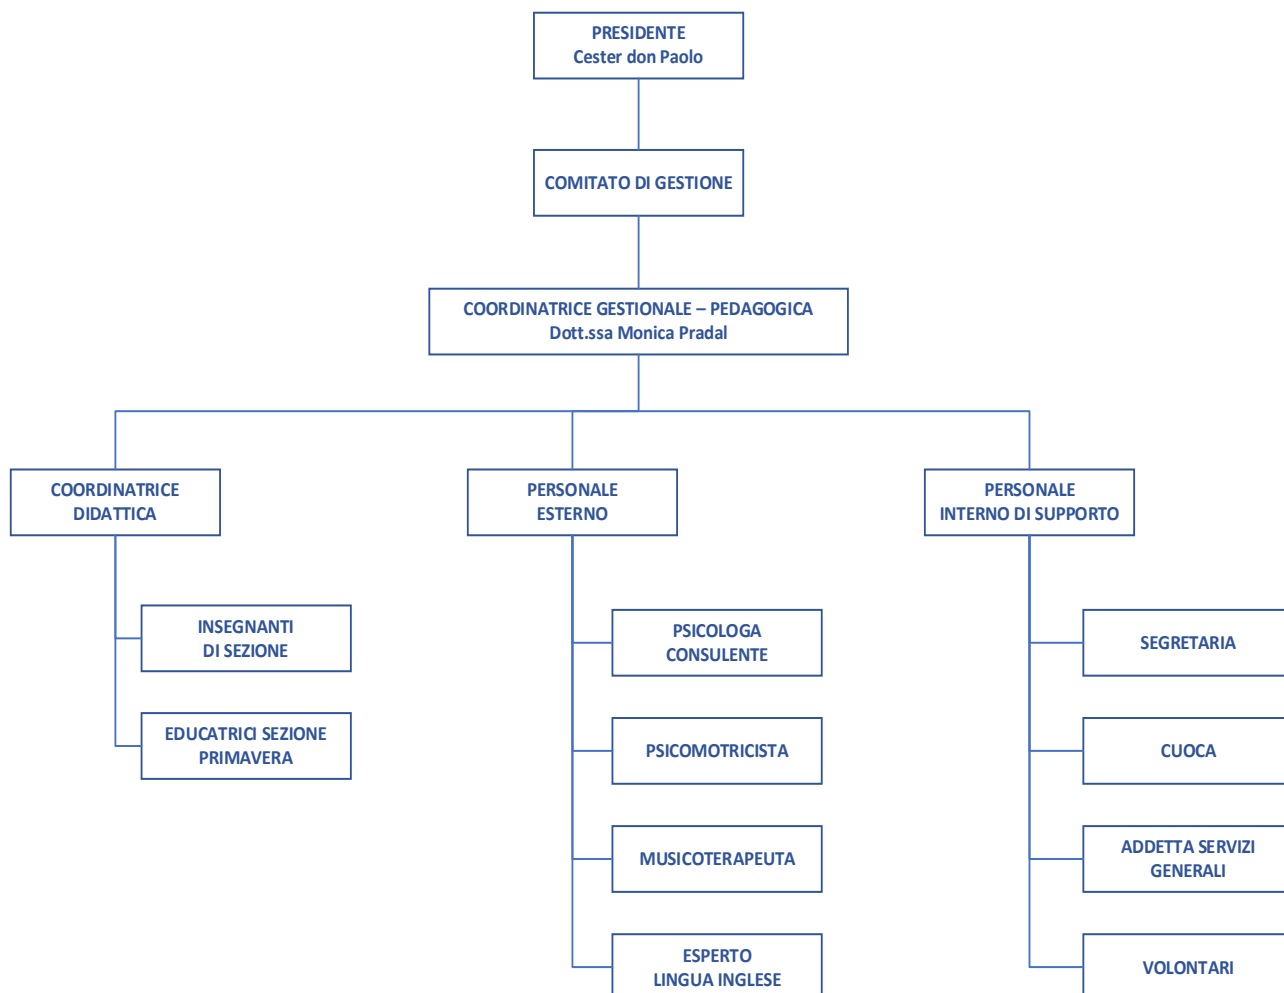 PRESIDENTE
Cester don Paolo
COMITATO DI GESTIONE
COORDINATRICE GESTIONALE – PEDAGOGICA
Dott.ssa Monica Pradal
COORDINATRICE
DIDATTICA
INSEGNANTI
DI SEZIONE
EDUCATRICI SEZIONE
PRIMAVERA
PERSONALE
ESTERNO
PSICOLOGA
CONSULENTE
PSICOMOTRICISTA
MUSICOTERAPEUTA
ESPERTO
LINGUA INGLESE
PERSONALE
INTERNO DI SUPPORTO
SEGRETARIA
CUOCA
ADDETTA SERVIZI
GENERALI
VOLONTARI